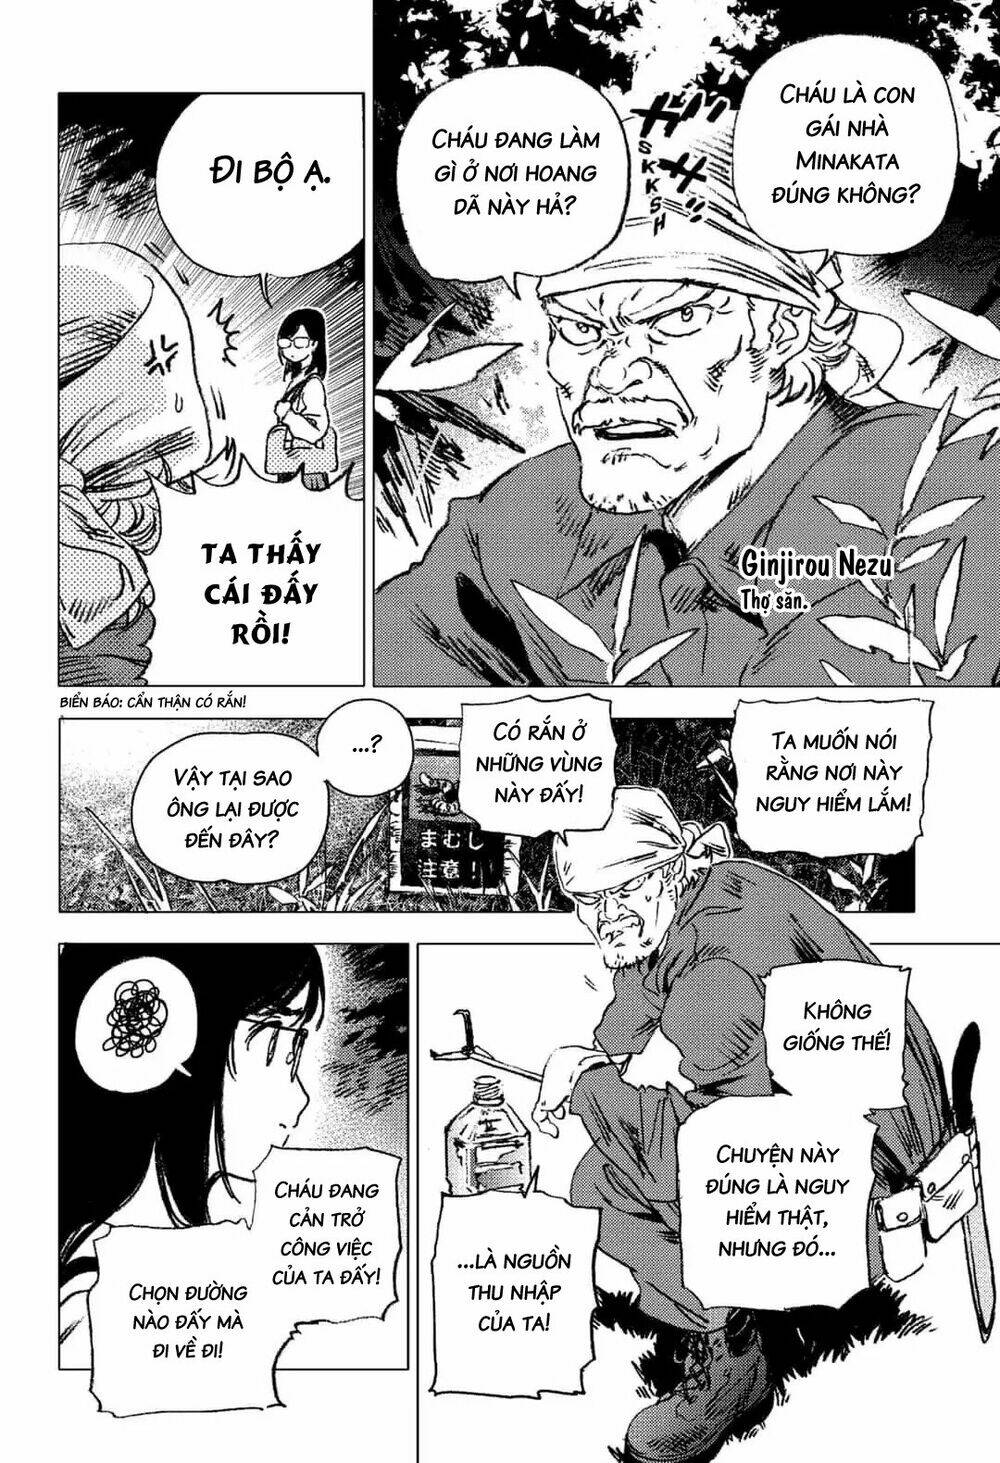 CHÁU LÀ CON
GÁI NHÀ
MINAKATA
ĐÚNG KHÔNG?
CHÁU ĐANG LÀM
GÌ Ở NƠI HOANG
DÃ NÀY HẢ?
SKKSH
Ginjirou Nezu
Thợ săn.
ĐI BỘ Ạ.
TA THẤY
CÁI ĐẤY
RỒI!
BIỂN BÁO: CẨN THẬN CÓ RẮN!
TA MUỐN NÓI
RẰNG NƠI NÀY
NGUY HIỂM LẮM!
CÓ RẮN Ở
NHỮNG VÙNG
NÀY ĐẤY!
...?
VẬY TẠI SAO
ÔNG LẠI ĐƯỢC
ĐẾN ĐÂY?
まむし
注意!
KHÔNG
GIỐNG THẾ!
CHUYỆN NÀY
ĐÚNG LÀ NGUY
HIỂM THẬT,
NHƯNG ĐÓ...
...LÀ NGUỒN
THU NHẬP
CỦA TA!
CHÁU ĐANG
CẢN TRỞ
CÔNG VIỆC
CỦA TA ĐẤY!
CHỌN ĐƯỜNG
NÀO ĐẤY MÀ
ĐI VỀ ĐI!